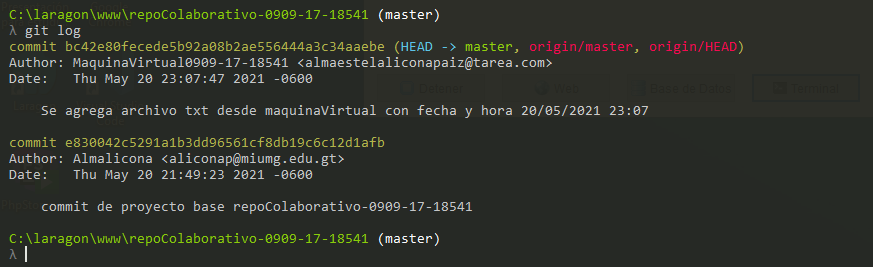 C:\laragon\www\repoColaborativo-0909-17-18541 (master)
λ git log
commit bc42e80fecede5b92a08b2ae556444a3c34aaebe (HEAD -> master, origin/master, origin/HEAD)
Author: MaquinaVirtual0909-17-18541 <almaestelaliconapaiz@tarea.com>
Date:   Thu May 20 23:07:47 2021 -0600
    Se agrega archivo txt desde maquinaVirtual con fecha y hora 20/05/2021 23:07
commit e830042c5291a1b3dd96561cf8db19c6c12d1afb
Author: Almalicona <aliconap@miumg.edu.gt>
Date:   Thu May 20 21:49:23 2021 -0600
    commit de proyecto base repoColaborativo-0909-17-18541
C:\laragon\www\repoColaborativo-0909-17-18541 (master)
λ